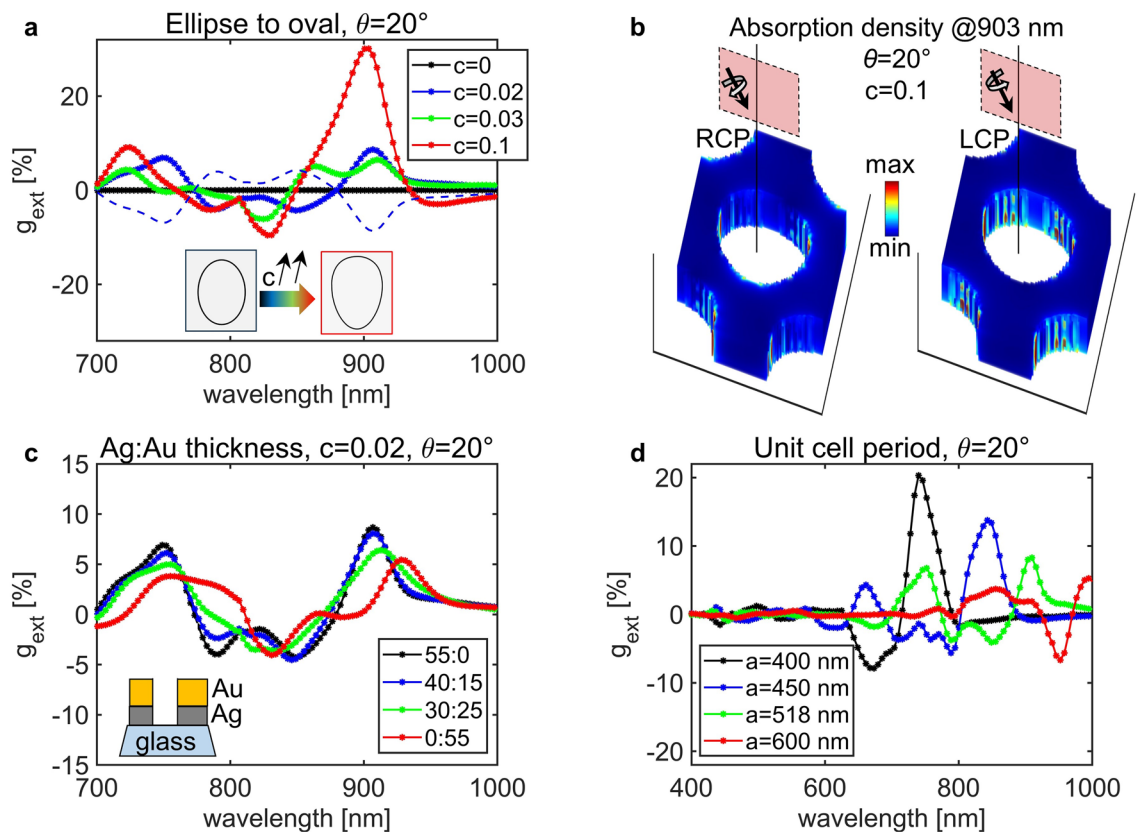 a
Ellipse to oval, θ=20°
g_ext [%]
20
0
-20
c=0
c=0.02
c=0.03
c=0.1
c
700
800
900
1000
wavelength [nm]
b
Absorption density @903 nm
θ=20°
c=0.1
RCP
LCP
max
min
c
Ag:Au thickness, c=0.02, θ=20°
g_ext [%]
15
10
5
0
-5
-10
-15
Au
Ag
glass
55:0
40:15
30:25
0:55
700
800
900
1000
wavelength [nm]
d
Unit cell period, θ=20°
g_ext [%]
20
10
0
-10
-20
a=400 nm
a=450 nm
a=518 nm
a=600 nm
400
600
800
1000
wavelength [nm]